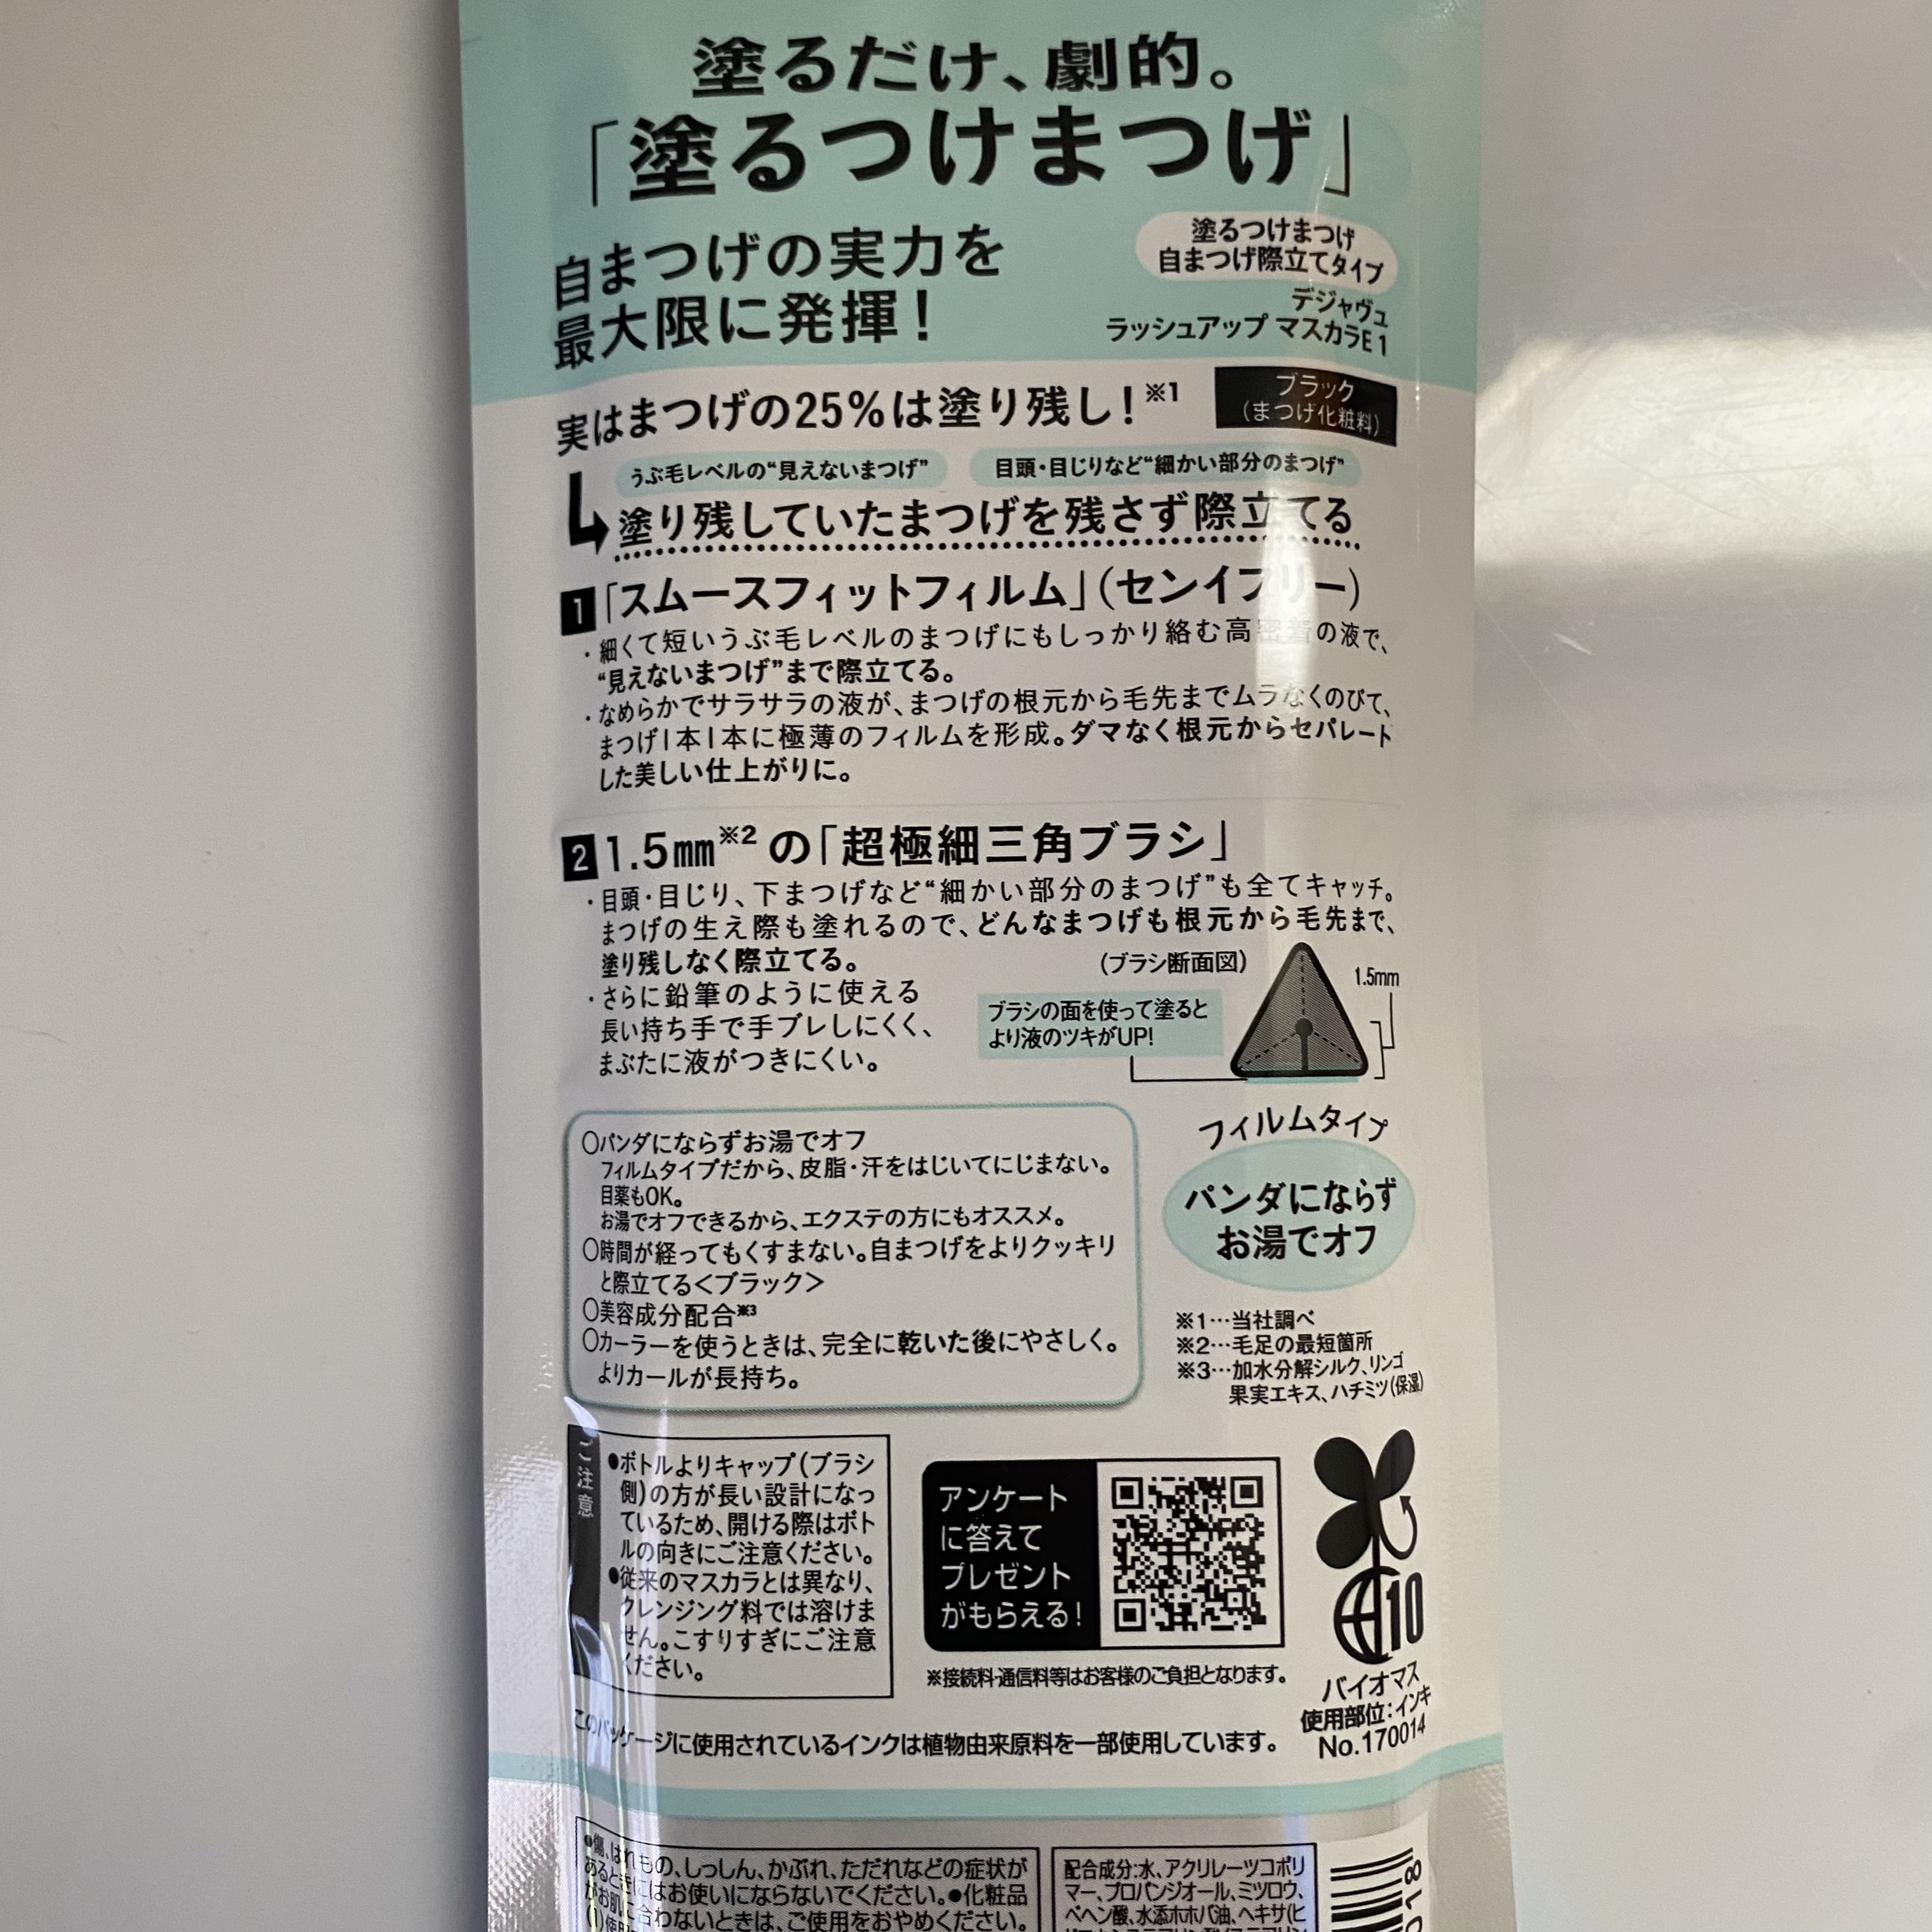 塗るだけ、劇的。
「塗るつけまつげ」
自まつげの実力を
最大限に発揮！
塗るつけまつげ
自まつげ際立てタイプ
デジャヴュ
ラッシュアップ マスカラE 1
ブラック
（まつげ化粧料）
実はまつげの25%は塗り残し！※1
うぶ毛レベルの“見えないまつげ” 目頭・目じりなど“細かい部分のまつげ”
塗り残していたまつげを残さず際立てる
1「スムースフィットフィルム」（センイフリー）
・細くて短いうぶ毛レベルのまつげにもしっかり絡む高密着の液で、
“見えないまつげ”まで際立てる。
・なめらかでサラサラの液が、まつげの根元から毛先までムラなくのびて、
まつげ1本1本に極薄のフィルムを形成。ダマなく根元からセパレート
した美しい仕上がりに。
2 1.5㎜※2 の「超極細三角ブラシ」
・目頭・目じり、下まつげなど“細かい部分のまつげ”も全てキャッチ。
まつげの生え際も塗れるので、どんなまつげも根元から毛先まで、
塗り残しなく際立てる。
・さらに鉛筆のように使える
長い持ち手で手ブレしにくく、
まぶたに液がつきにくい。
（ブラシ断面図）
1.5mm
ブラシの面を使って塗ると
より液のツキがUP!
○パンダにならずお湯でオフ
フィルムタイプだから、皮脂・汗をはじいてにじまない。
目薬もOK。
お湯でオフできるから、エクステの方にもオススメ。
○時間が経ってもくすまない。自まつげをよりクッキリ
と際立てる＜ブラック＞
○美容成分配合※3
○カーラーを使うときは、完全に乾いた後にやさしく。
よりカールが長持ち。
フィルムタイプ
パンダにならず
お湯でオフ
※1…当社調べ
※2…毛足の最短箇所
※3…加水分解シルク、リンゴ
果実エキス、ハチミツ（保湿）
ご注意
●ボトルよりキャップ（ブラシ
側）の方が長い設計になっ
ているため、開ける際はボト
ルの向きにご注意ください。
●従来のマスカラとは異なり、
クレンジング料では溶けま
せん。こすりすぎにご注意
ください。
アンケート
に答えて
プレゼント
がもらえる！
※接続料・通信料等はお客様のご負担となります。
10
バイオマス
使用部位：インキ
No.170014
このパッケージに使用されているインクは植物由来原料を一部使用しています。
●傷、はれもの、しっしん、かぶれ、ただれなどの症状が
あるときにはお使いにならないでください。●化粧品
がお肌に合わないときは、ご使用をおやめください。
配合成分：水、アクリレーツコポリ
マー、プロパンジオール、ミツロウ、
ベヘン酸、水添ホホバ油、ヘキサ（ヒ